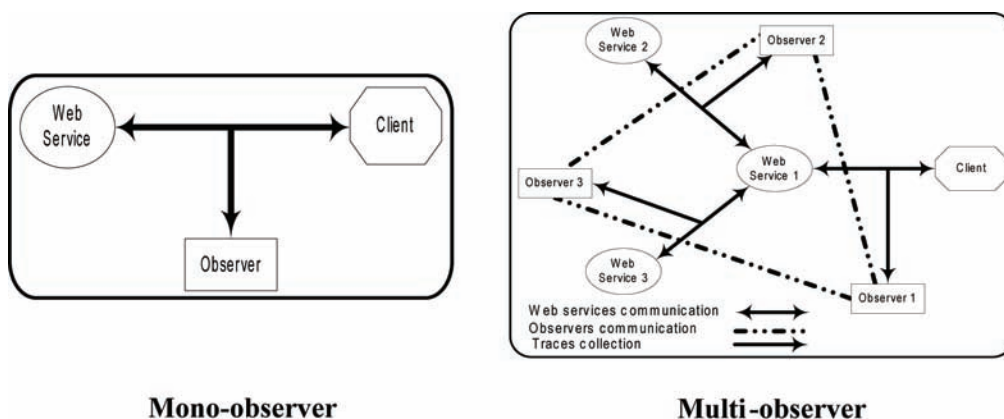 Web
Service
Client
Observer
Mono-observer
Web
Service 2
Observer 2
Web
Service 1
Client
Observer 3
Web
Service 3
Observer 1
Web services communication
Observers communication
Traces collection
Multi-observer